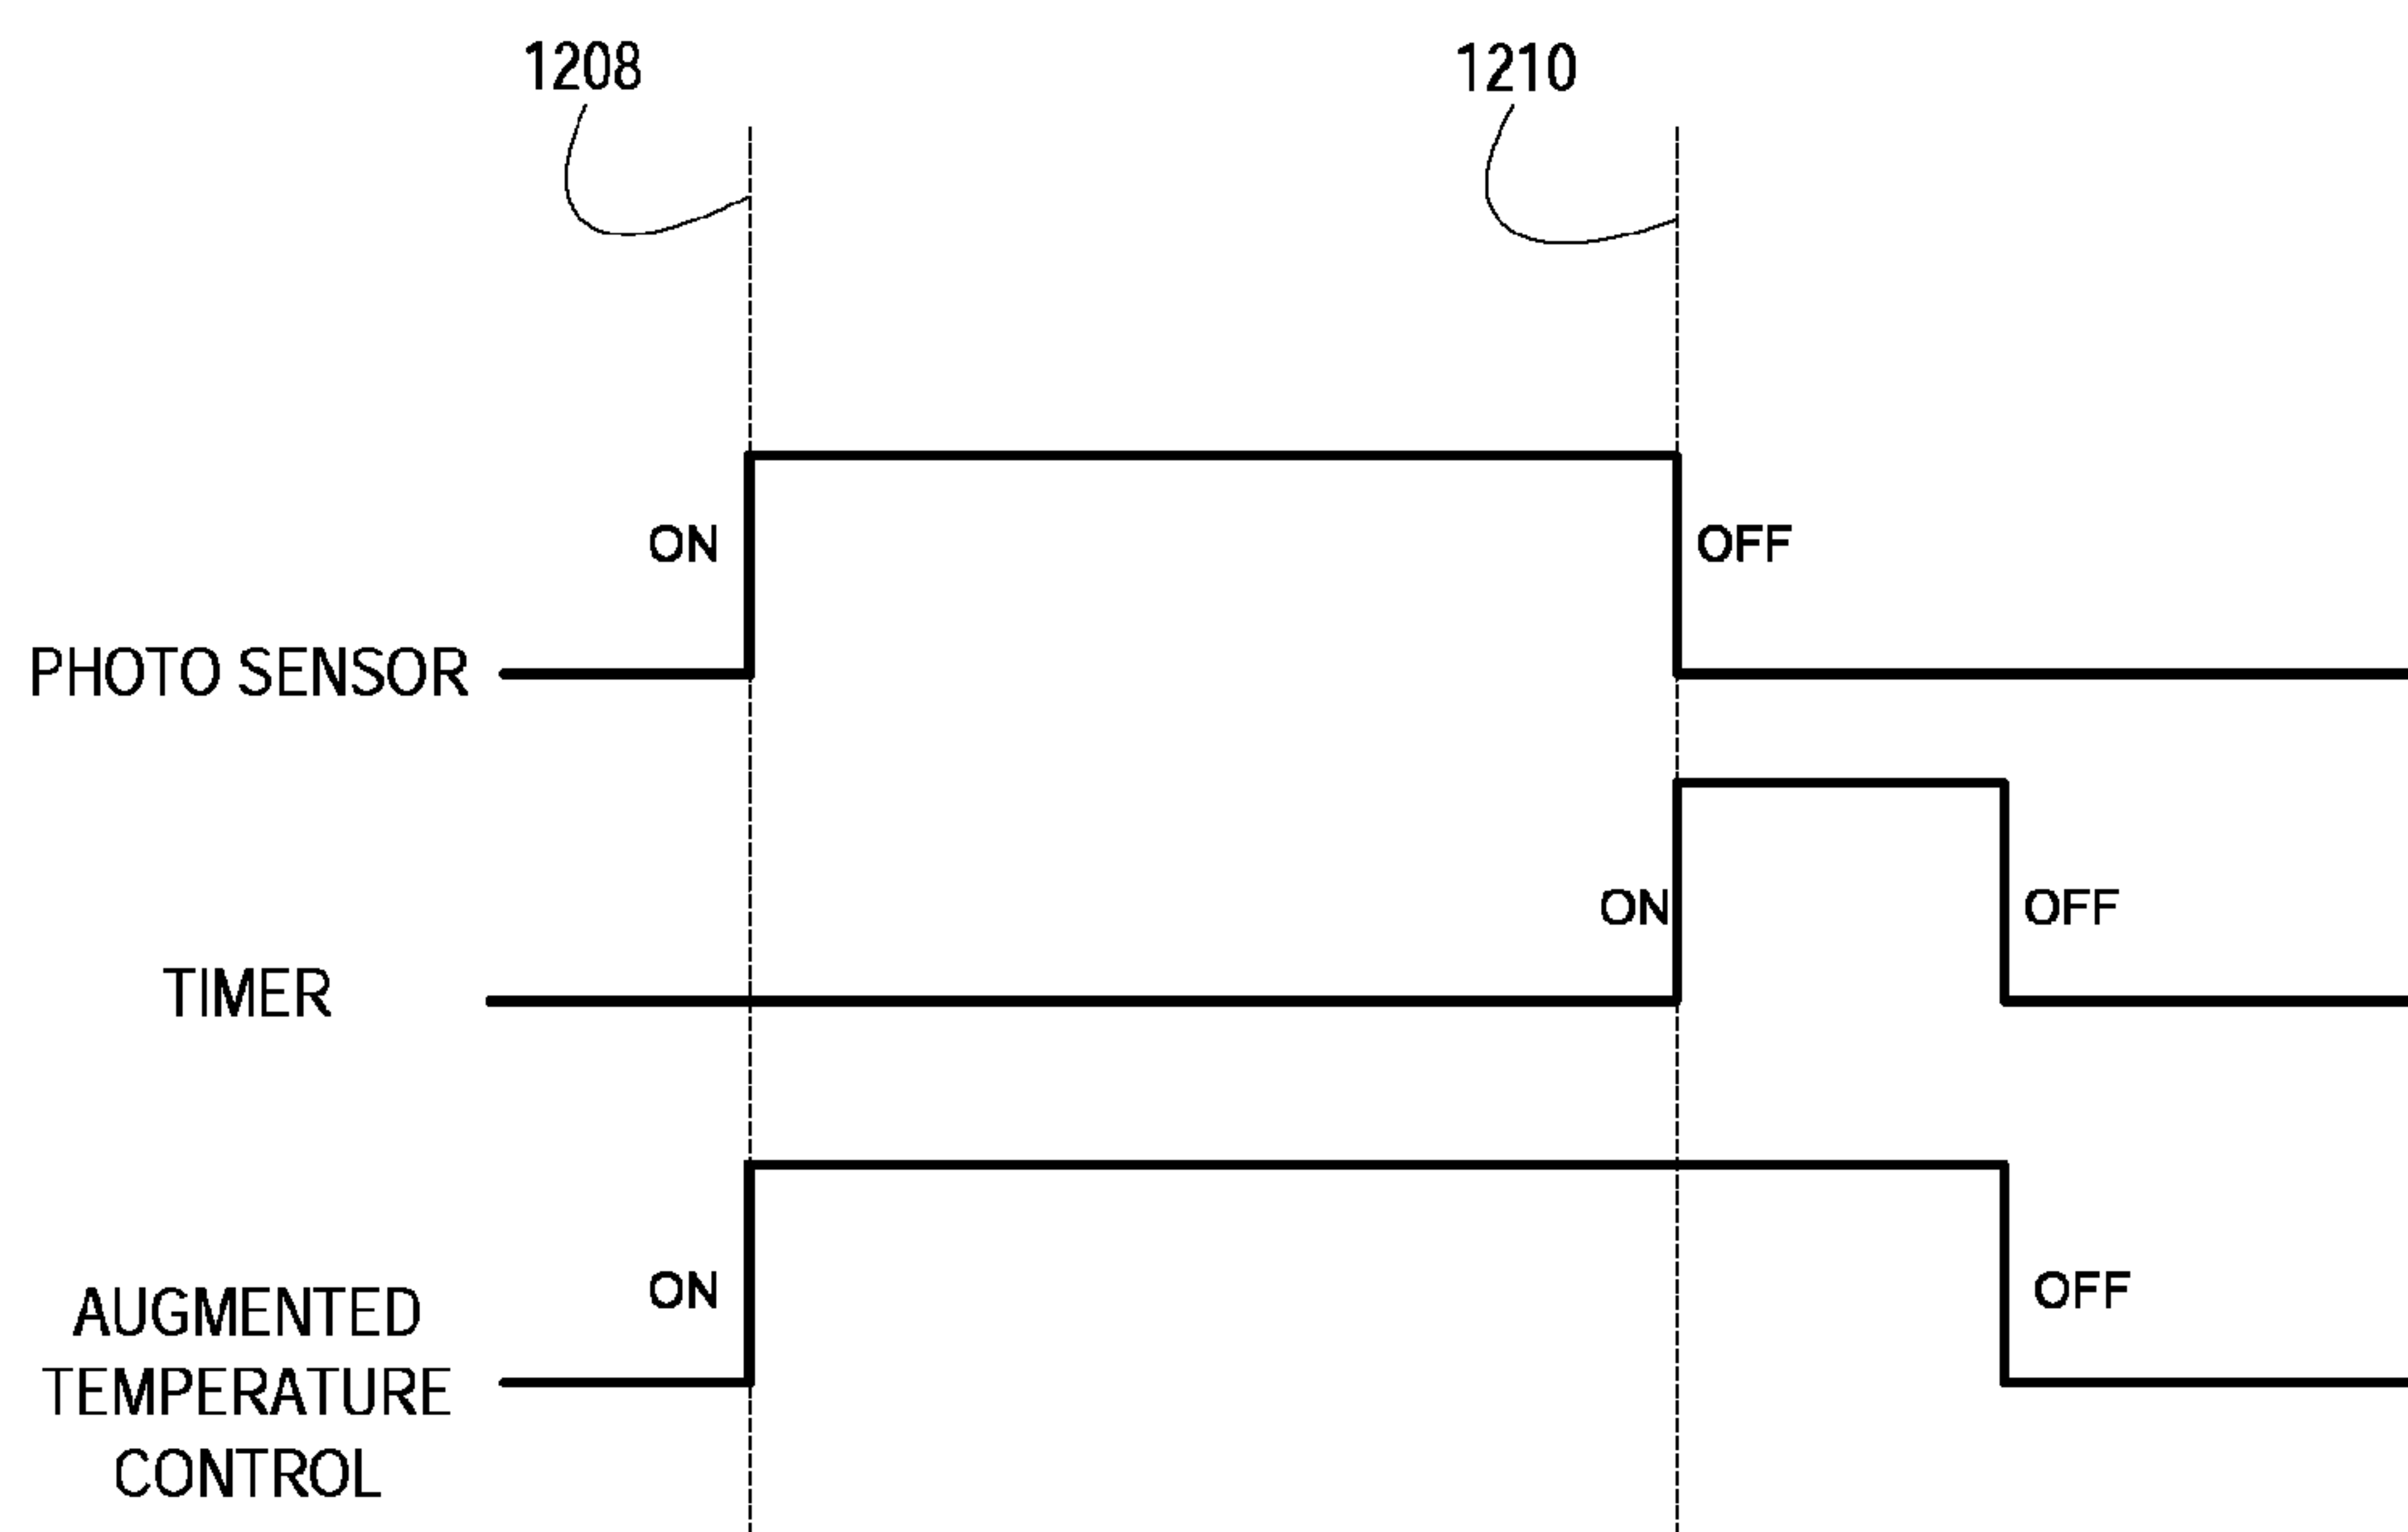 1208
1210
ON
OFF
PHOTO SENSOR
ON
OFF
TIMER
ON
OFF
AUGMENTED
TEMPERATURE
CONTROL